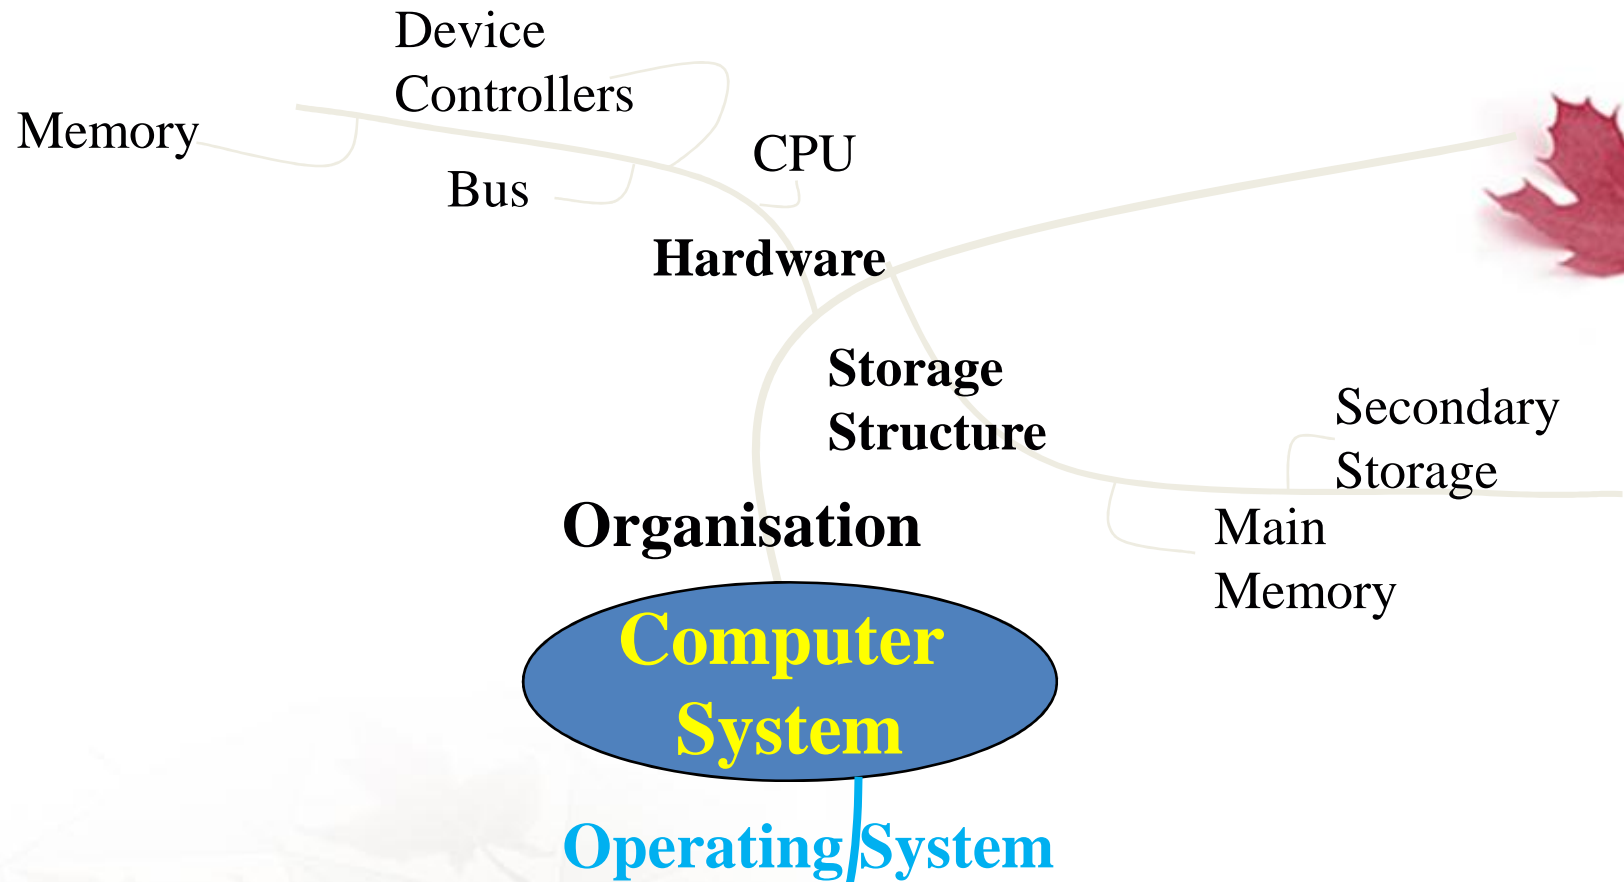 Device
Controllers
Memory
CPU
Bus
Hardware
Storage
Structure
Secondary
Storage
Organisation
Main
Memory
Computer
System
Operating System